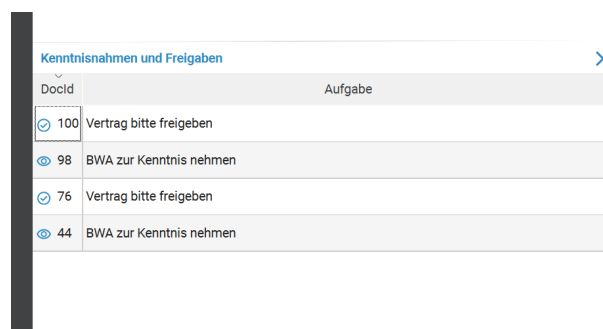 Kenntnisnahmen und Freigaben
DocId Aufgabe
100 Vertrag bitte freigeben
98 BWA zur Kenntnis nehmen
76 Vertrag bitte freigeben
44 BWA zur Kenntnis nehmen